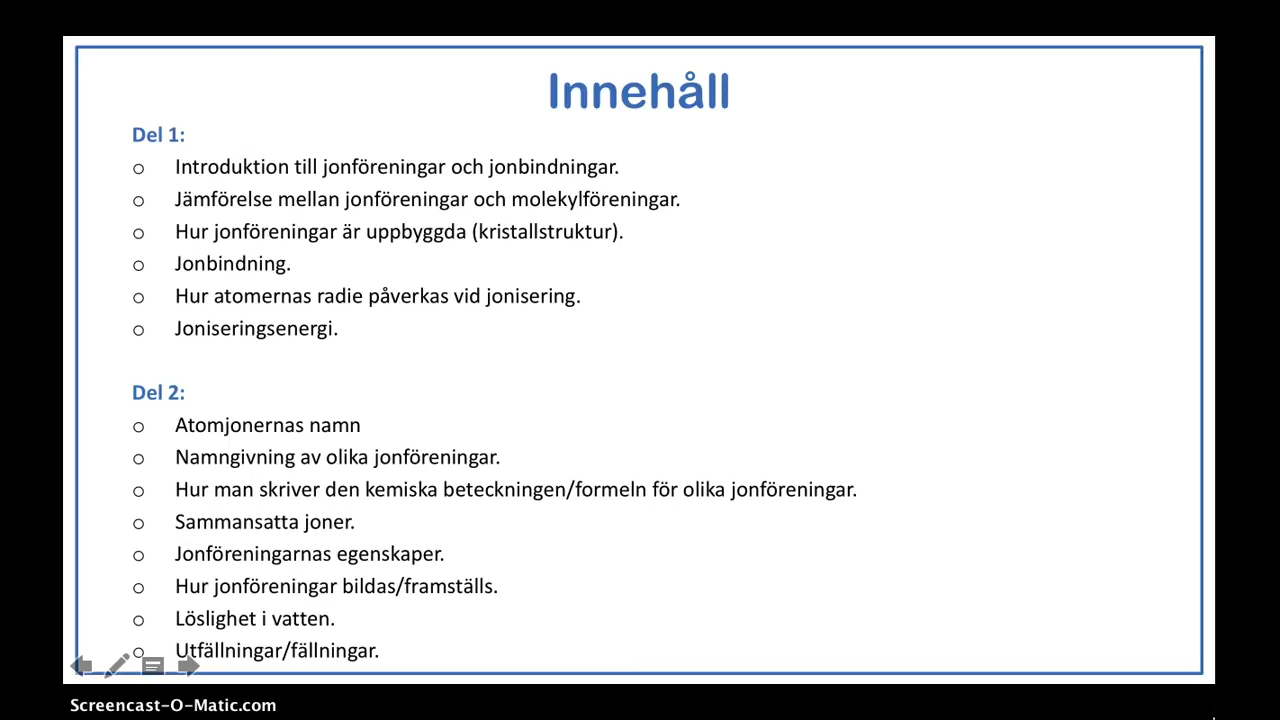 Innehåll
Del 1:
o Introduktion till jonföreningar och jonbindningar.
o Jämförelse mellan jonföreningar och molekylföreningar.
o Hur jonföreningar är uppbyggda (kristallstruktur).
o Jonbindning.
o Hur atomernas radie påverkas vid jonisering.
o Joniseringsenergi.
Del 2:
o Atomjonernas namn
o Namngivning av olika jonföreningar.
o Hur man skriver den kemiska beteckningen/formeln för olika jonföreningar.
o Sammansatta joner.
o Jonföreningarnas egenskaper.
o Hur jonföreningar bildas/framställs.
o Löslighet i vatten.
o Utfällningar/fällningar.
Screencast-O-Matic.com